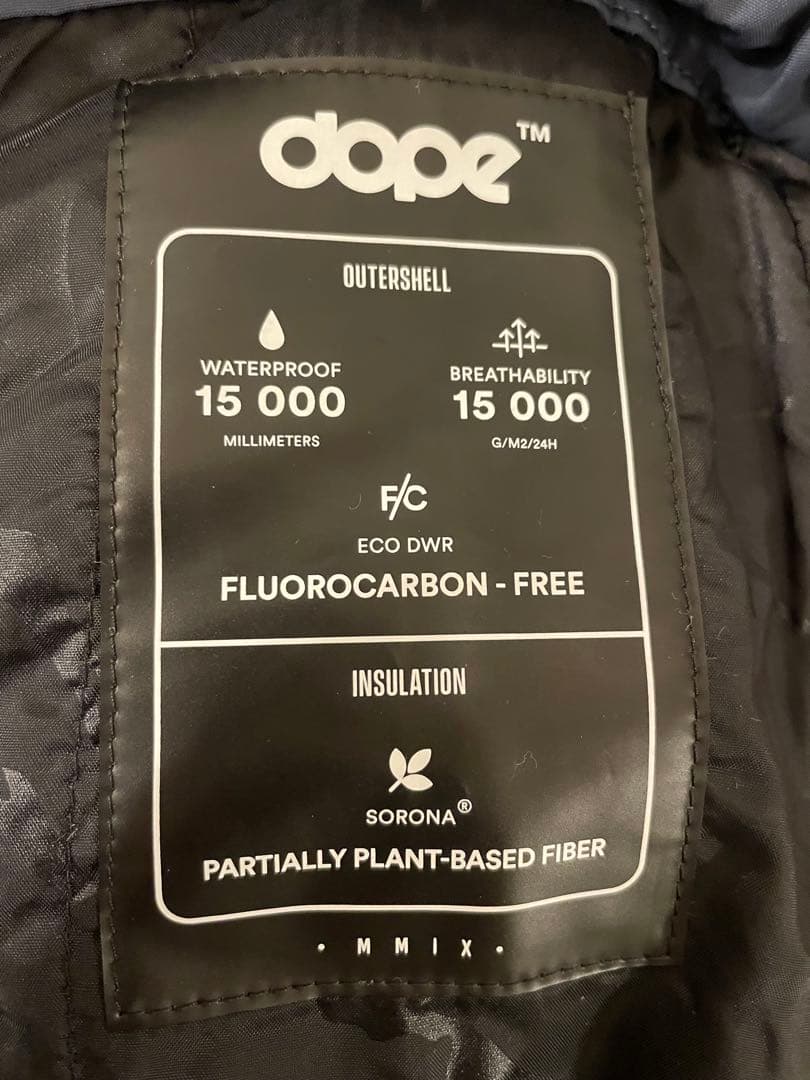 dope™
OUTERSHELL
WATERPROOF
15 000
MILLIMETERS
BREATHABILITY
15 000
G/M2/24H
F/C
ECO DWR
FLUOROCARBON - FREE
INSULATION
SORONA®
PARTIALLY PLANT-BASED FIBER
• M M I X •